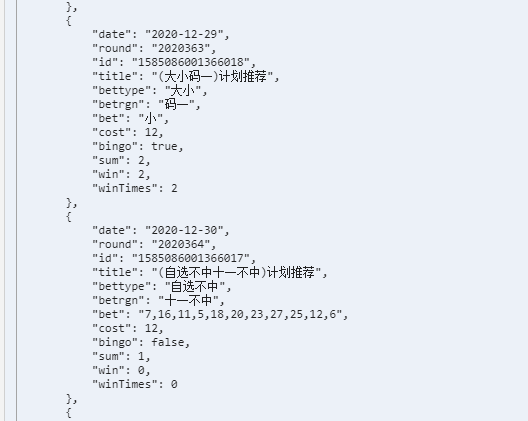 },
{
"date": "2020-12-29",
"round": "2020363",
"id": "1585086001366018",
"title": "(大小码一)计划推荐",
"bettype": "大小",
"betrgn": "码一",
"bet": "小",
"cost": 12,
"bingo": true,
"sum": 2,
"win": 2,
"winTimes": 2
},
{
"date": "2020-12-30",
"round": "2020364",
"id": "1585086001366017",
"title": "(自选不中十一不中)计划推荐",
"bettype": "自选不中",
"betrgn": "十一不中",
"bet": "7,16,11,5,18,20,23,27,25,12,6",
"cost": 12,
"bingo": false,
"sum": 1,
"win": 0,
"winTimes": 0
},
{